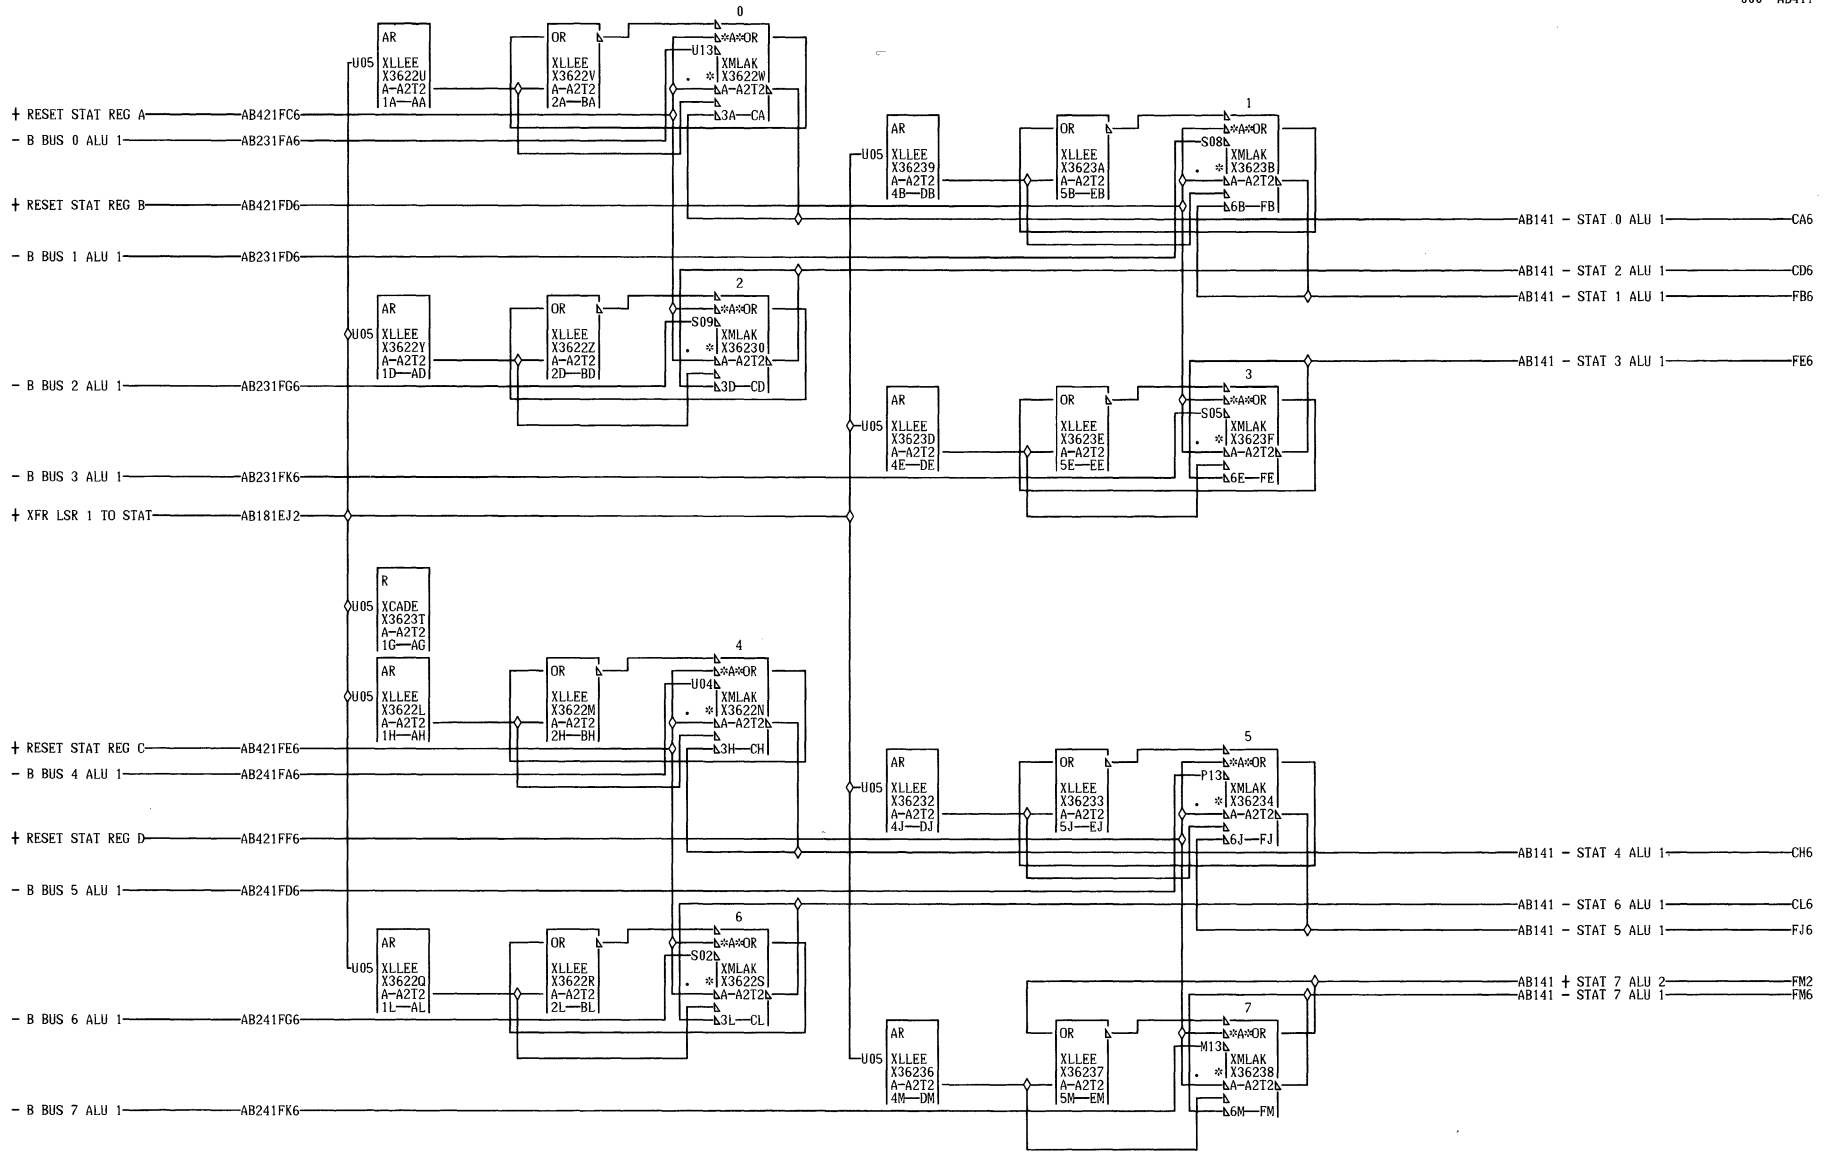 0
AR
XLLEE
X3622U
A—A2T2
1A—AA
U05
OR
XLLEE
X3622V
A—A2T2
2A—BA
*A*OR
U13
XMLAK
. * X3622W
A—A2T2
3A—CA
+ RESET STAT REG A AB421FC6
- B BUS 0 ALU 1 AB231FA6
1
AR
U05 XLLEE
X36239
A—A2T2
4B—DB
OR
XLLEE
X3623A
A—A2T2
5B—EB
*A*OR
S08
XMLAK
. * X3623B
A—A2T2
6B—FB
+ RESET STAT REG B AB421FD6
AB141 - STAT 0 ALU 1 CA6
- B BUS 1 ALU 1 AB231FD6
AB141 - STAT 2 ALU 1 CD6
AB141 - STAT 1 ALU 1 FB6
2
AR
U05 XLLEE
X3622Y
A—A2T2
1D—AD
OR
XLLEE
X3622Z
A—A2T2
2D—BD
*A*OR
S09
XMLAK
. * X36230
A—A2T2
3D—CD
AB141 - STAT 3 ALU 1 FE6
- B BUS 2 ALU 1 AB231FG6
3
AR
U05 XLLEE
X3623D
A—A2T2
4E—DE
OR
XLLEE
X3623E
A—A2T2
5E—EE
*A*OR
S05
XMLAK
. * X3623F
A—A2T2
6E—FE
- B BUS 3 ALU 1 AB231FK6
+ XFR LSR 1 TO STAT AB181EJ2
R
U05 XCADE
X3623T
A—A2T2
1G—AG
4
AR
U05 XLLEE
X3622L
A—A2T2
1H—AH
OR
XLLEE
X3622M
A—A2T2
2H—BH
*A*OR
U04
XMLAK
. * X3622N
A—A2T2
3H—CH
+ RESET STAT REG C AB421FE6
- B BUS 4 ALU 1 AB241FA6
5
AR
U05 XLLEE
X36232
A—A2T2
4J—DJ
OR
XLLEE
X36233
A—A2T2
5J—EJ
*A*OR
P13
XMLAK
. * X36234
A—A2T2
6J—FJ
+ RESET STAT REG D AB421FF6
AB141 - STAT 4 ALU 1 CH6
- B BUS 5 ALU 1 AB241FD6
AB141 - STAT 6 ALU 1 CL6
AB141 - STAT 5 ALU 1 FJ6
6
AR
U05 XLLEE
X3622Q
A—A2T2
1L—AL
OR
XLLEE
X3622R
A—A2T2
2L—BL
*A*OR
S02
XMLAK
. * X3622S
A—A2T2
3L—CL
AB141 + STAT 7 ALU 2 FM2
AB141 - STAT 7 ALU 1 FM6
- B BUS 6 ALU 1 AB241FG6
7
AR
U05 XLLEE
X36236
A—A2T2
4M—DM
OR
XLLEE
X36237
A—A2T2
5M—EM
*A*OR
M13
XMLAK
. * X36238
A—A2T2
6M—FM
- B BUS 7 ALU 1 AB241FK6